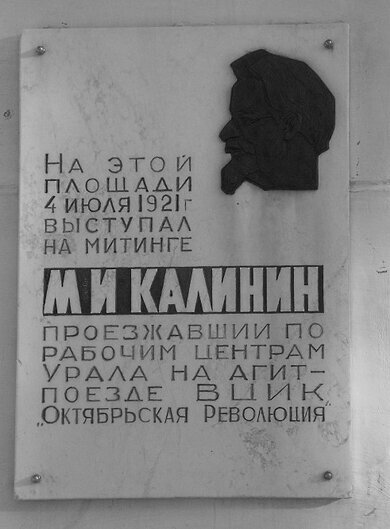 На этой
площади
4 июля 1921г
выступал
на митинге
М И КАЛИНИН
проезжавший по
рабочим центрам
Урала на агит-
поезде ВЦИК
„Октябрьская Революция"